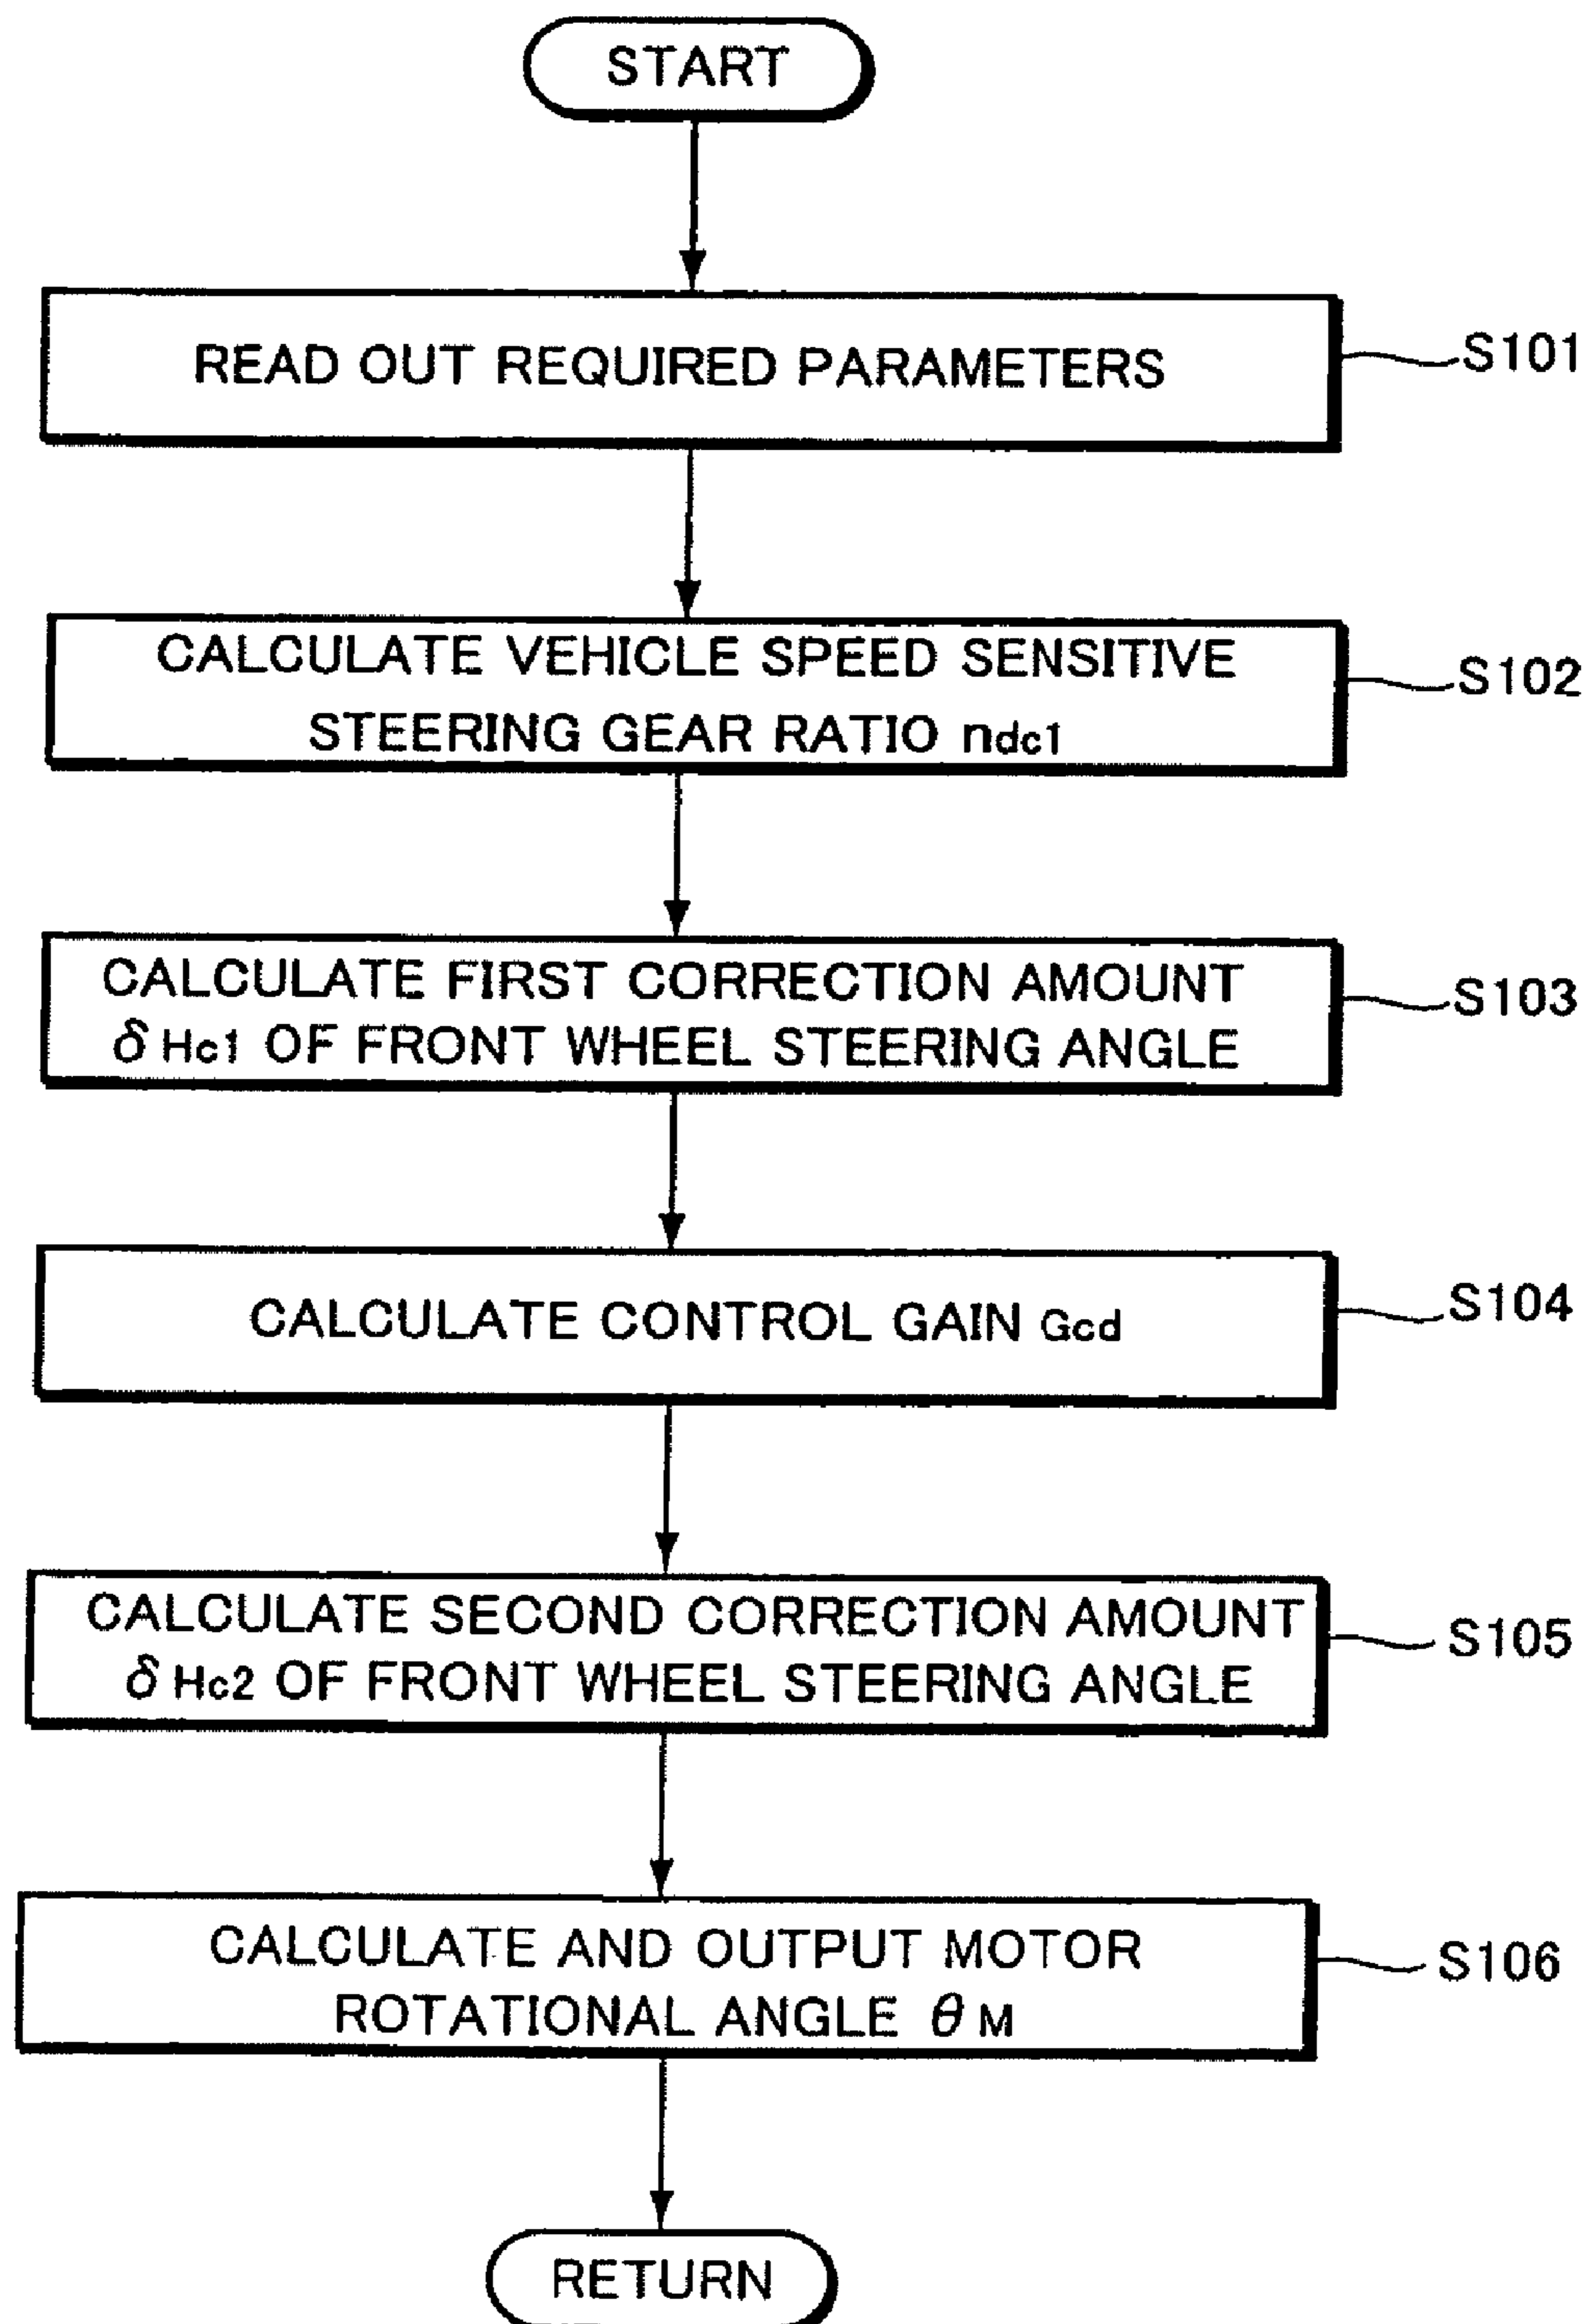 START
READ OUT REQUIRED PARAMETERS
S101
CALCULATE VEHICLE SPEED SENSITIVE
STEERING GEAR RATIO ndc1
S102
CALCULATE FIRST CORRECTION AMOUNT
δHc1 OF FRONT WHEEL STEERING ANGLE
S103
CALCULATE CONTROL GAIN Gcd
S104
CALCULATE SECOND CORRECTION AMOUNT
δHc2 OF FRONT WHEEL STEERING ANGLE
S105
CALCULATE AND OUTPUT MOTOR
ROTATIONAL ANGLE θM
S106
RETURN